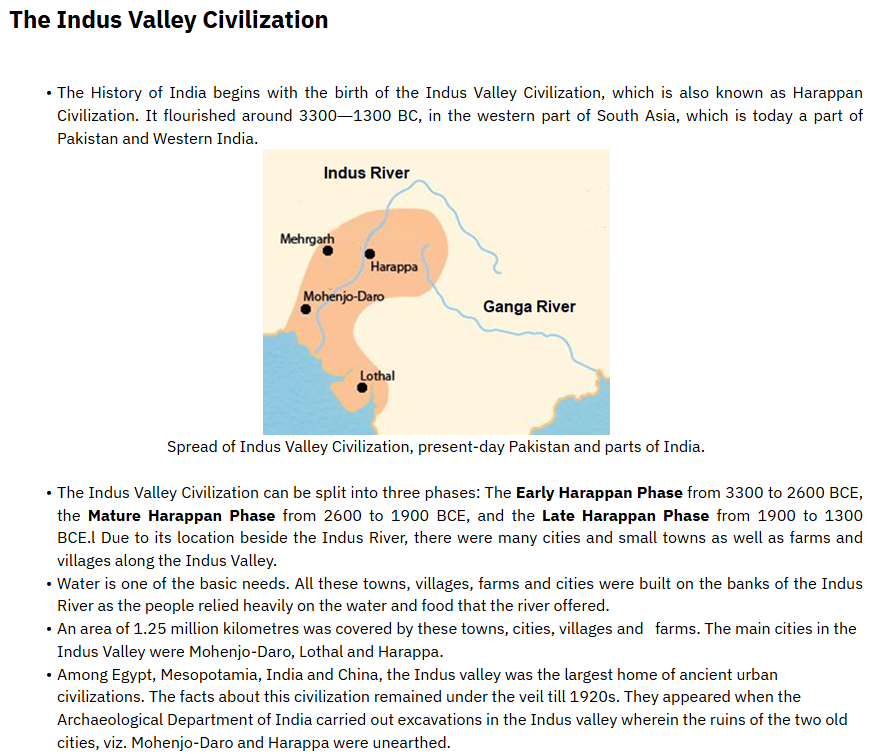 The Indus Valley Civilization
• The History of India begins with the birth of the Indus Valley Civilization, which is also known as Harappan
Civilization. It flourished around 3300—1300 BC, in the western part of South Asia, which is today a part of
Pakistan and Western India.
Indus River
Mehrgarh
Harappa
Mohenjo-Daro
Ganga River
Lothal
Spread of Indus Valley Civilization, present-day Pakistan and parts of India.
• The Indus Valley Civilization can be split into three phases: The Early Harappan Phase from 3300 to 2600 BCE,
the Mature Harappan Phase from 2600 to 1900 BCE, and the Late Harappan Phase from 1900 to 1300
BCE.l Due to its location beside the Indus River, there were many cities and small towns as well as farms and
villages along the Indus Valley.
• Water is one of the basic needs. All these towns, villages, farms and cities were built on the banks of the Indus
River as the people relied heavily on the water and food that the river offered.
• An area of 1.25 million kilometres was covered by these towns, cities, villages and farms. The main cities in the
Indus Valley were Mohenjo-Daro, Lothal and Harappa.
• Among Egypt, Mesopotamia, India and China, the Indus valley was the largest home of ancient urban
civilizations. The facts about this civilization remained under the veil till 1920s. They appeared when the
Archaeological Department of India carried out excavations in the Indus valley wherein the ruins of the two old
cities, viz. Mohenjo-Daro and Harappa were unearthed.